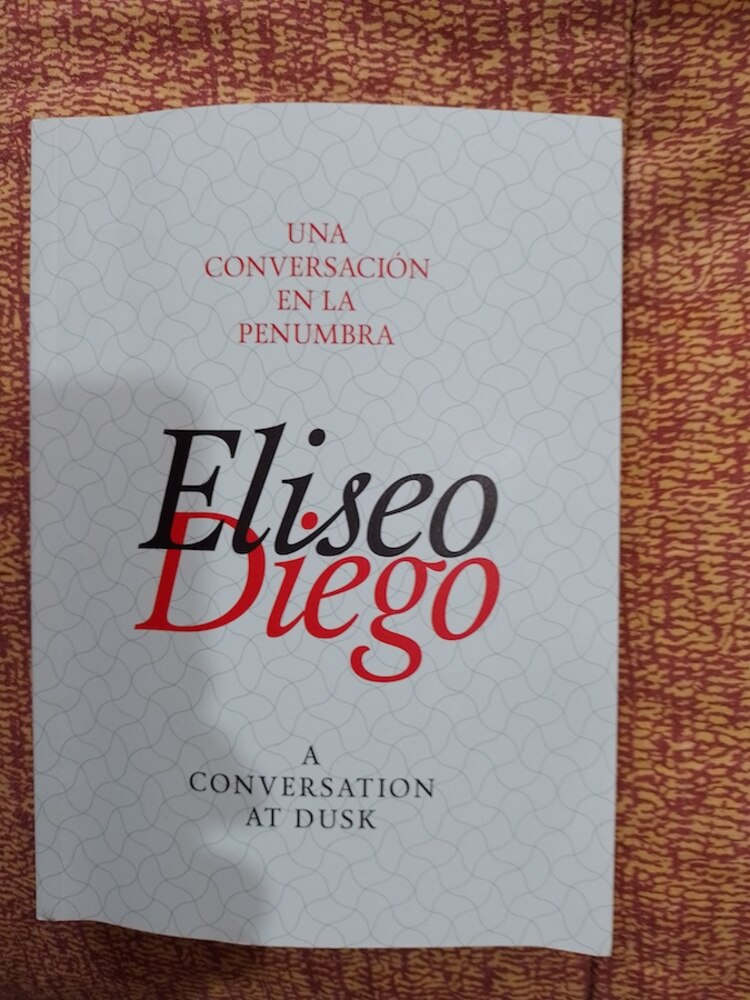 UNA
CONVERSACIÓN
EN LA
PENUMBRA
Eliseo
Diego
A
CONVERSATION
AT DUSK